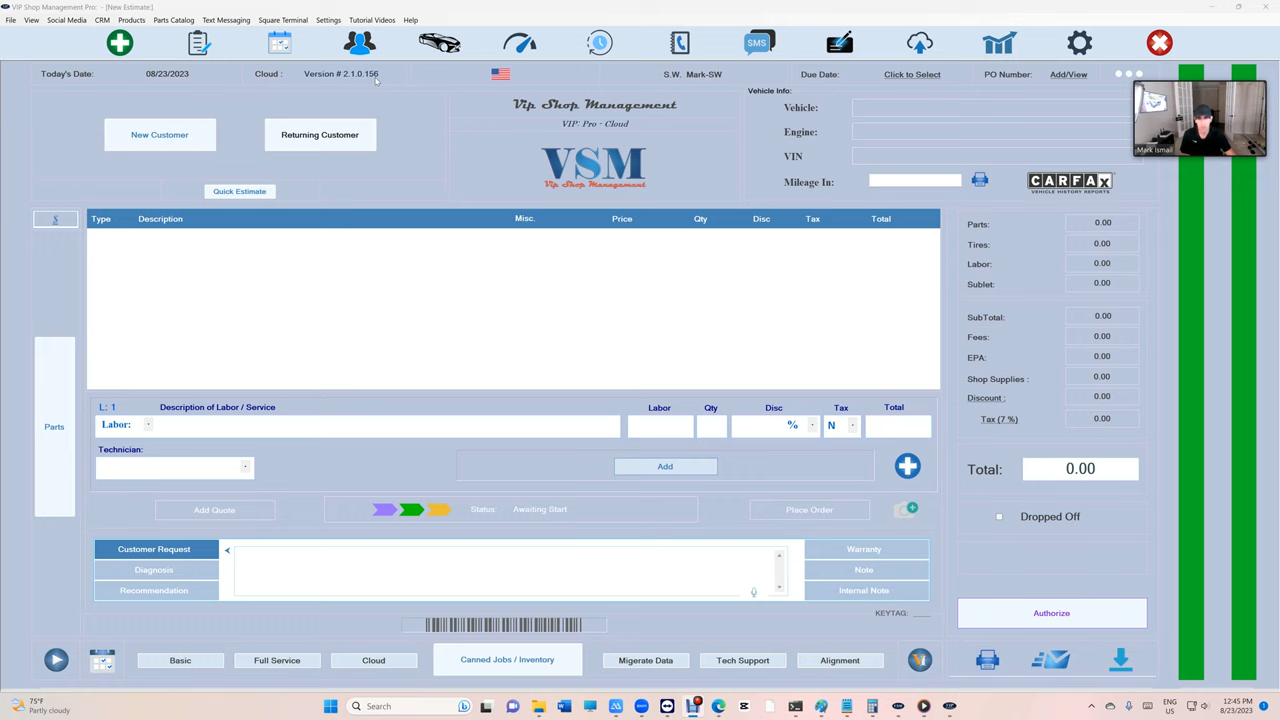 VIP Shop Management Pro: - [New Estimate:]
File View Social Media CRM Products Parts Catalog Text Messaging Square Terminal Settings Tutorial Videos Help
SMS
Today's Date: 08/23/2023 Cloud : Version # 2.1.0.156 S.W. Mark-SW Due Date: Click to Select PO Number: Add/View
Vehicle Info:
New Customer Returning Customer
Quick Estimate
Vip Shop Management
VIP: Pro - Cloud
VSM
Vip Shop Management
Vehicle:
Engine:
VIN
Mileage In:
CARFAX
VEHICLE HISTORY REPORTS
Mark Ismail
$ Type Description Misc. Price Qty Disc Tax Total
Parts
Parts: 0.00
Tires: 0.00
Labor: 0.00
Sublet: 0.00
SubTotal: 0.00
Fees: 0.00
EPA: 0.00
Shop Supplies : 0.00
Discount : 0.00
Tax (7 %) 0.00
Total: 0.00
Dropped Off
Authorize
L: 1 Description of Labor / Service Labor Qty Disc Tax Total
Labor: % N
Technician:
Add
Add Quote Status: Awaiting Start Place Order
Customer Request
Diagnosis
Recommendation
Warranty
Note
Internal Note
KEYTAG: ___
Basic Full Service Cloud Canned Jobs / Inventory Migerate Data Tech Support Alignment
75°F
Partly cloudy
Search
ENG
US
12:45 PM
8/23/2023